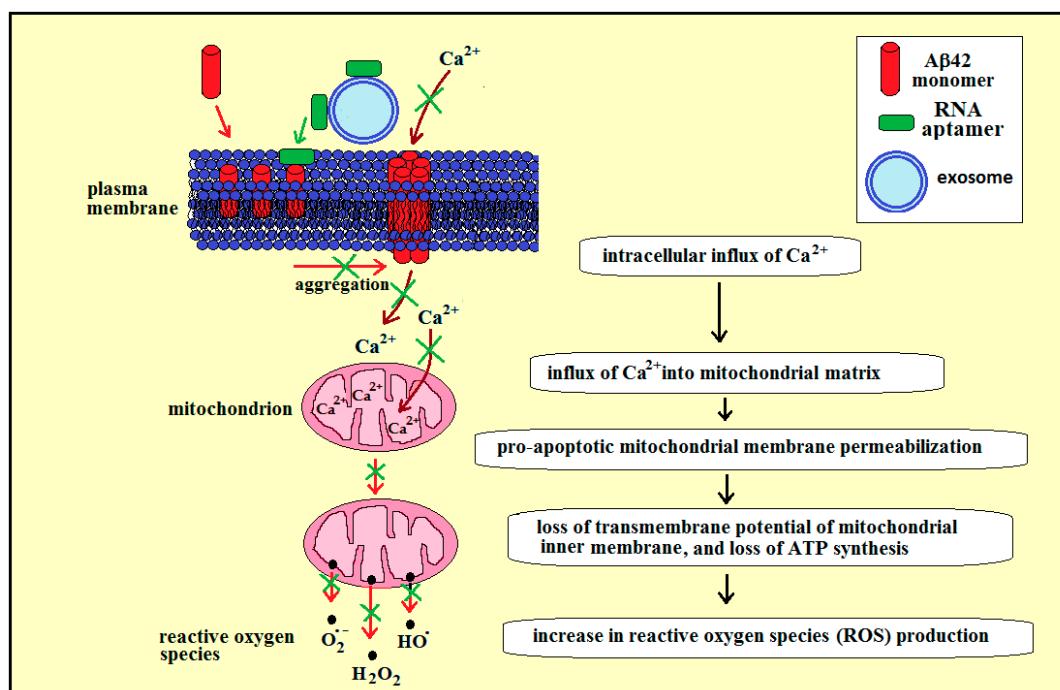 Ca²⁺
Aβ42
monomer
RNA
aptamer
exosome
plasma
membrane
aggregation
intracellular influx of Ca²⁺
Ca²⁺
Ca²⁺
influx of Ca²⁺into mitochondrial matrix
mitochondrion
Ca²⁺
Ca²⁺
Ca²⁺
pro-apoptotic mitochondrial membrane permeabilization
loss of transmembrane potential of mitochondrial
inner membrane, and loss of ATP synthesis
reactive oxygen
species
O₂•−
HO•
H₂O₂
increase in reactive oxygen species (ROS) production